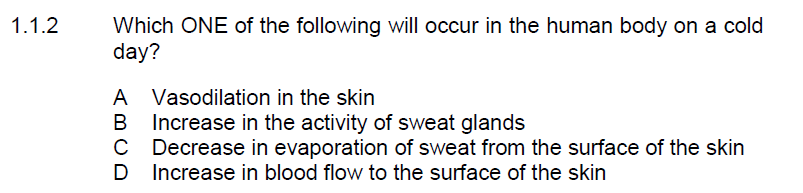 1.1.2 Which ONE of the following will occur in the human body on a cold
day?
A Vasodilation in the skin
B Increase in the activity of sweat glands
C Decrease in evaporation of sweat from the surface of the skin
D Increase in blood flow to the surface of the skin